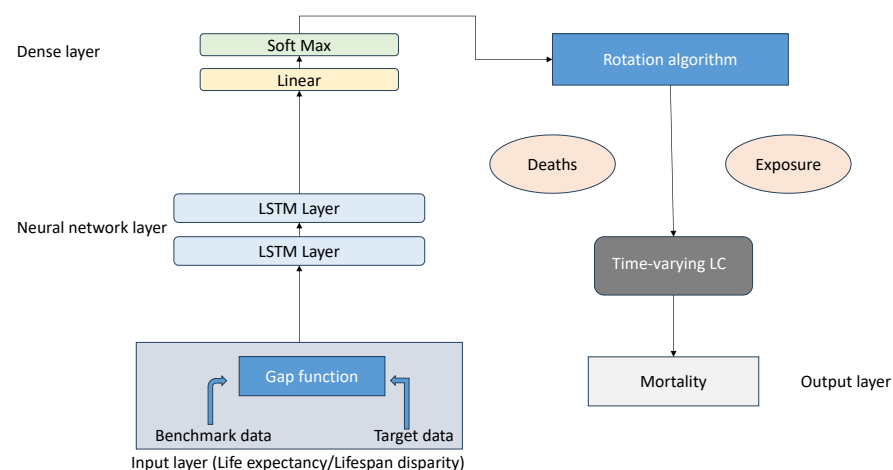 Soft Max
Dense layer
Rotation algorithm
Linear
Deaths
Exposure
LSTM Layer
Neural network layer
LSTM Layer
Time-varying LC
Gap function
Mortality
Output layer
Benchmark data
Target data
Input layer (Life expectancy/Lifespan disparity)